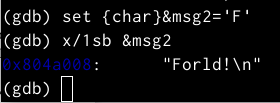 (gdb) set {char}&msg2='F'
(gdb) x/1sb &msg2
0x804a008:      "Forld!\n"
(gdb)